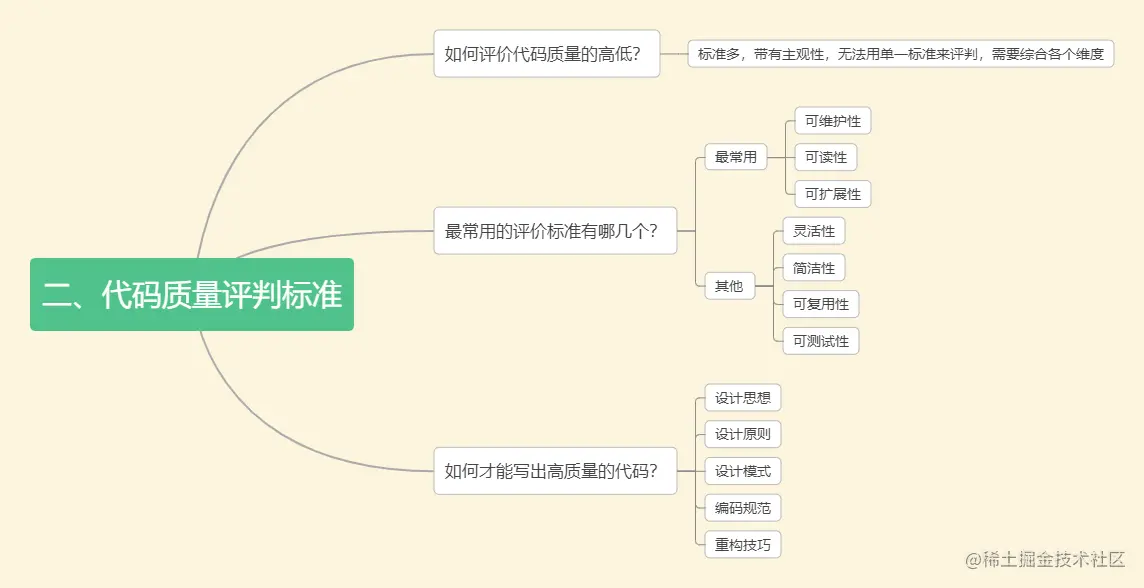 二、代码质量评判标准
如何评价代码质量的高低?
标准多，带有主观性，无法用单一标准来评判，需要综合各个维度
最常用的评价标准有哪几个?
最常用
可维护性
可读性
可扩展性
其他
灵活性
简洁性
可复用性
可测试性
如何才能写出高质量的代码?
设计思想
设计原则
设计模式
编码规范
重构技巧
@稀土掘金技术社区